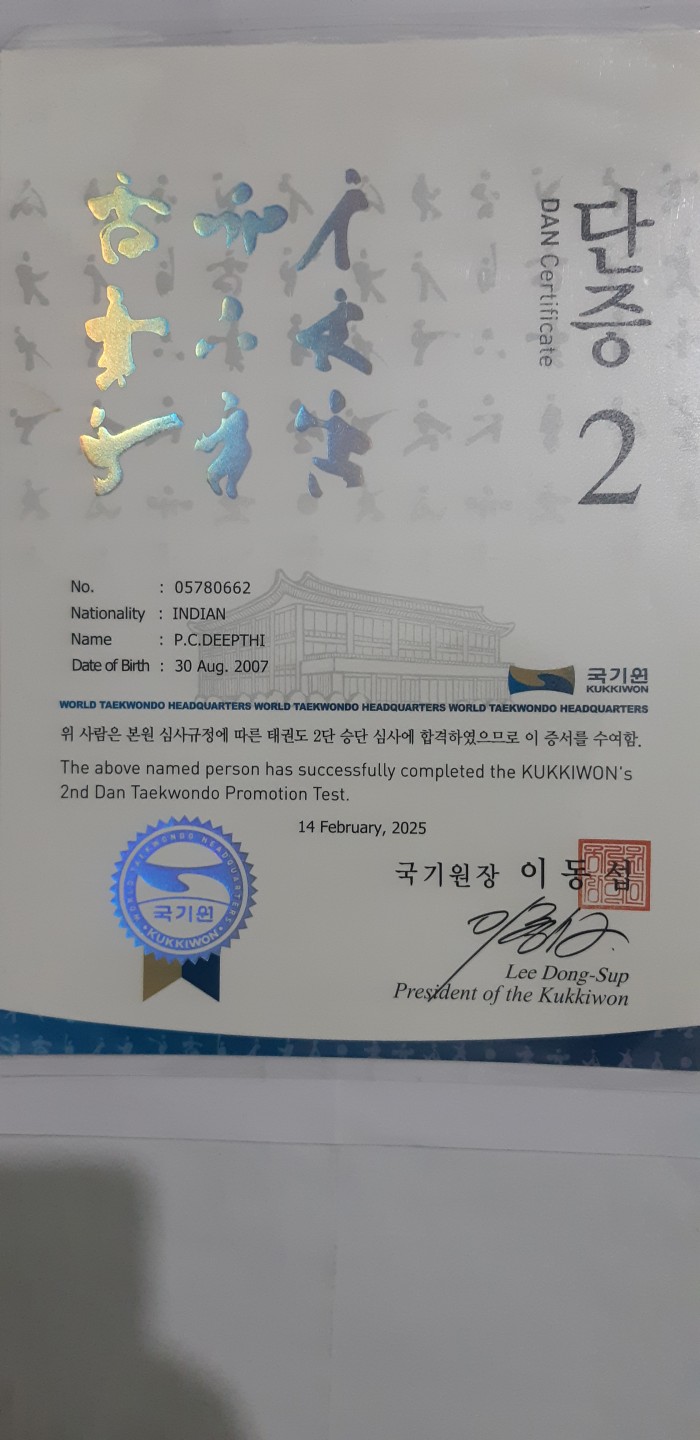 단증
DAN Certificate
2
No. : 05780662
Nationality : INDIAN
Name : P.C.DEEPTHI
Date of Birth : 30 Aug. 2007
국기원
KUKKIWON
WORLD TAEKWONDO HEADQUARTERS WORLD TAEKWONDO HEADQUARTERS WORLD TAEKWONDO HEADQUARTERS
위 사람은 본원 심사규정에 따른 태권도 2단 승단 심사에 합격하였으므로 이 증서를 수여함.
The above named person has successfully completed the KUKKIWON's
2nd Dan Taekwondo Promotion Test.
14 February, 2025
WORLD TAEKWONDO HEADQUARTERS
국기원
KUKKIWON
국기원장 이동섭
Lee Dong-Sup
President of the Kukkiwon